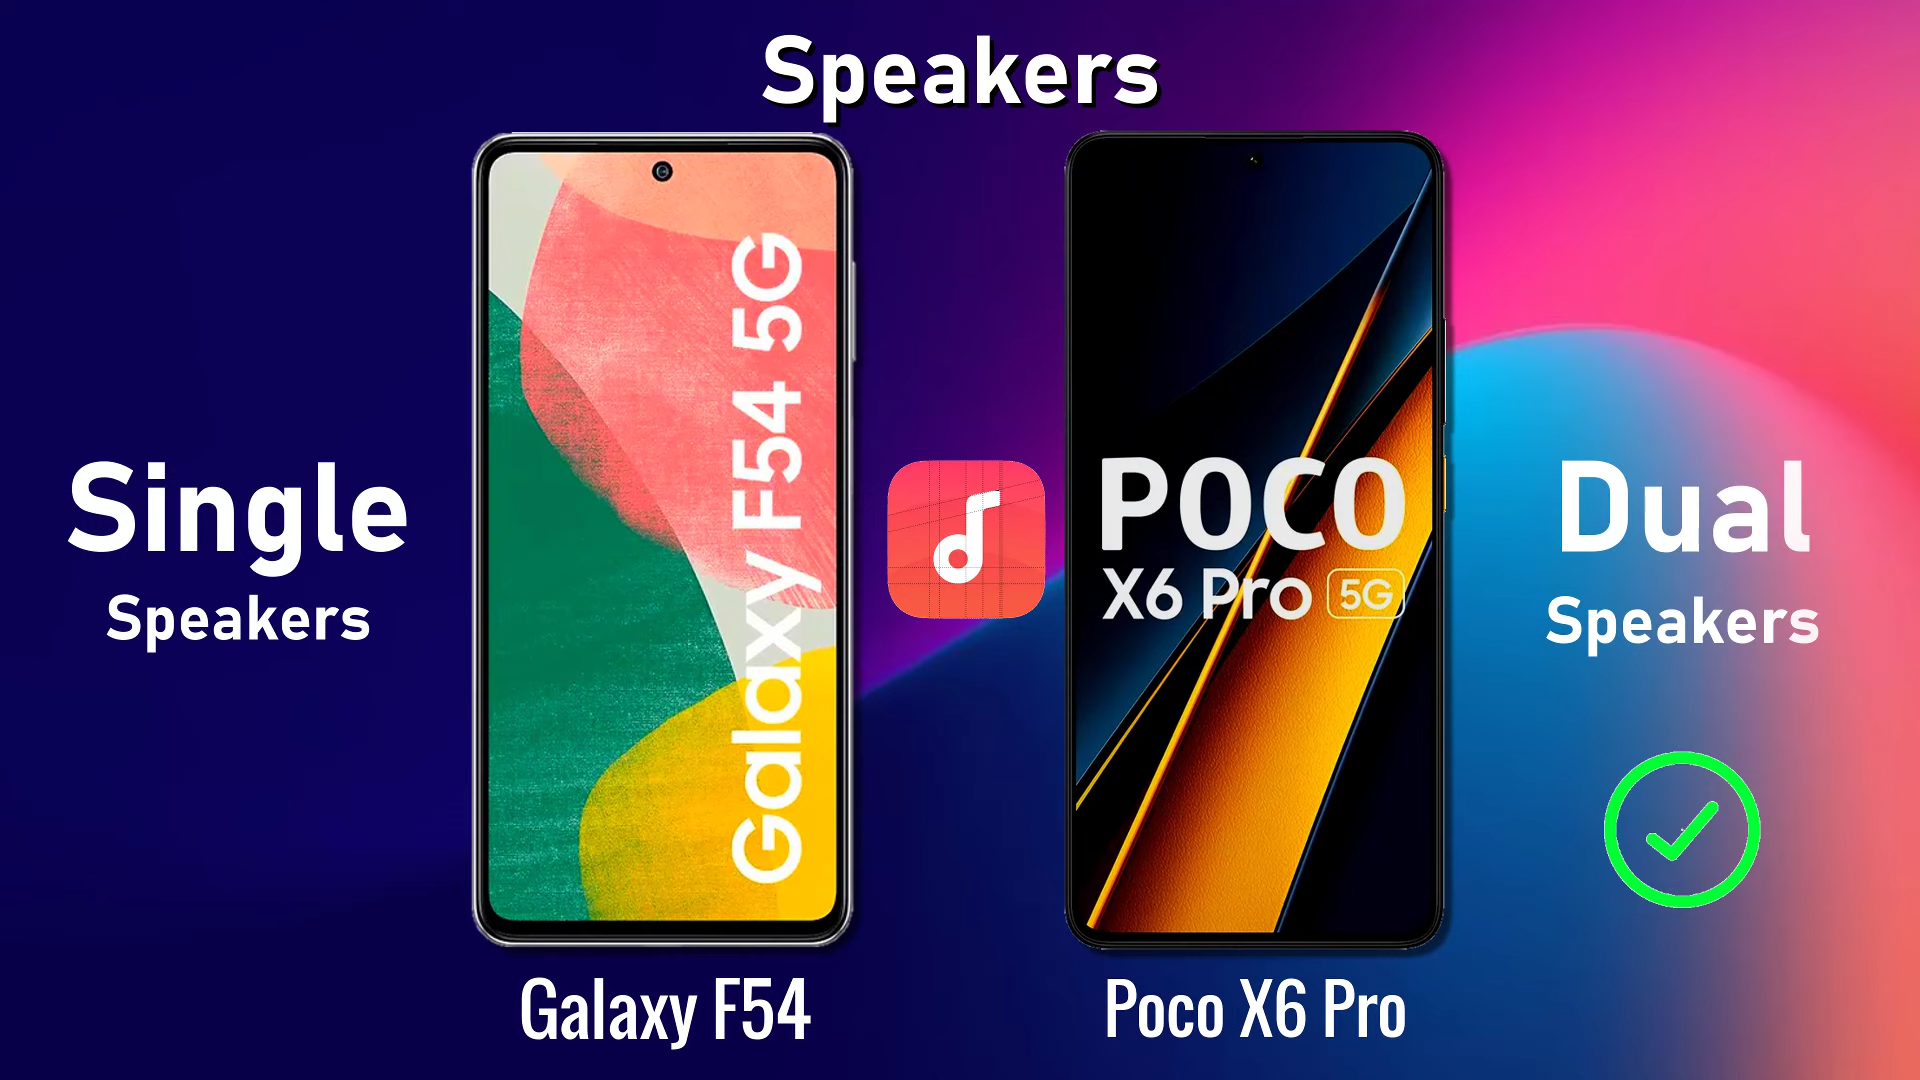 Speakers
Single
Speakers
Galaxy F54 5G
POCO
X6 Pro 5G
Dual
Speakers
Galaxy F54
Poco X6 Pro